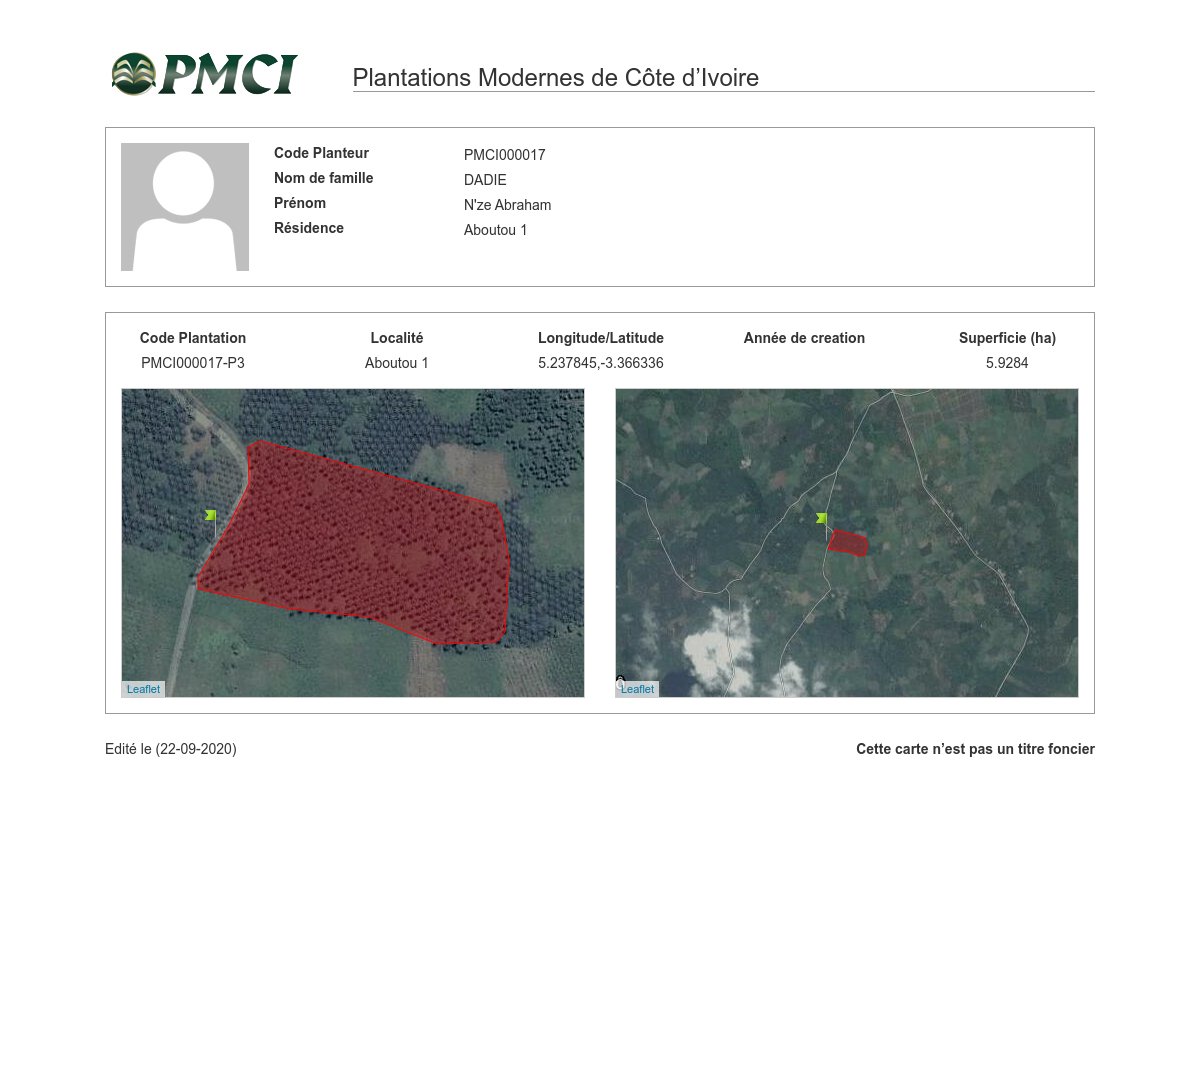 PMCI
Plantations Modernes de Côte d’Ivoire
Code Planteur PMCI000017
Nom de famille DADIE
Prénom N'ze Abraham
Résidence Aboutou 1
Code Plantation Localité Longitude/Latitude Année de creation Superficie (ha)
PMCI000017-P3 Aboutou 1 5.237845,-3.366336 5.9284
Leaflet Leaflet
Edité le (22-09-2020) Cette carte n’est pas un titre foncier